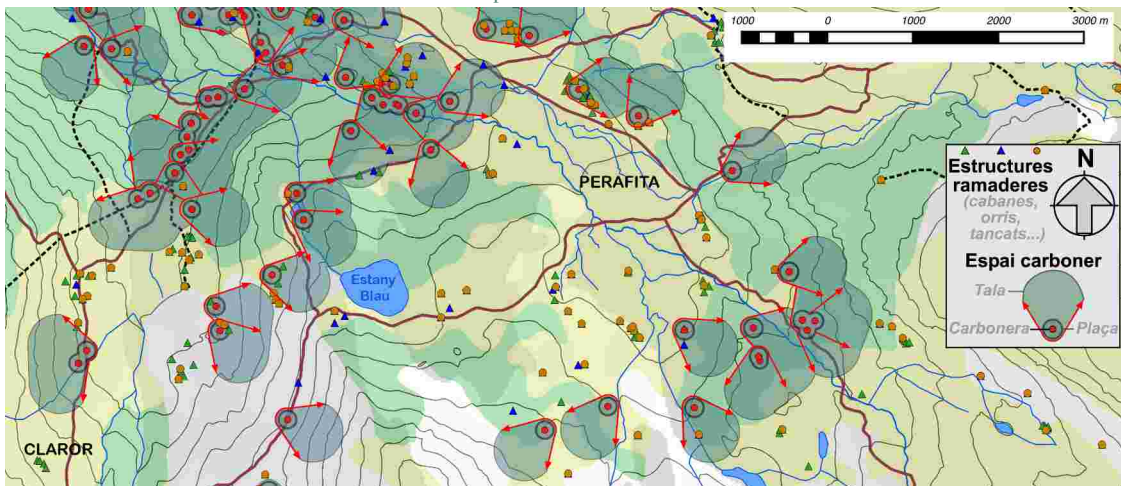 1000 0 1000 2000 3000 m
Estructures
ramaderes
(cabanes,
orris,
tancats...)
N
Espai carboner
Tala
Carbonera
Plaça
PERAFITA
Estany
Blau
CLAROR